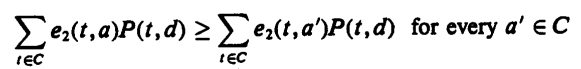 ∑_{t∈C} e₂(t,a)P(t,d) ≥ ∑_{t∈C} e₂(t,a′)P(t,d) for every a′ ∈ C